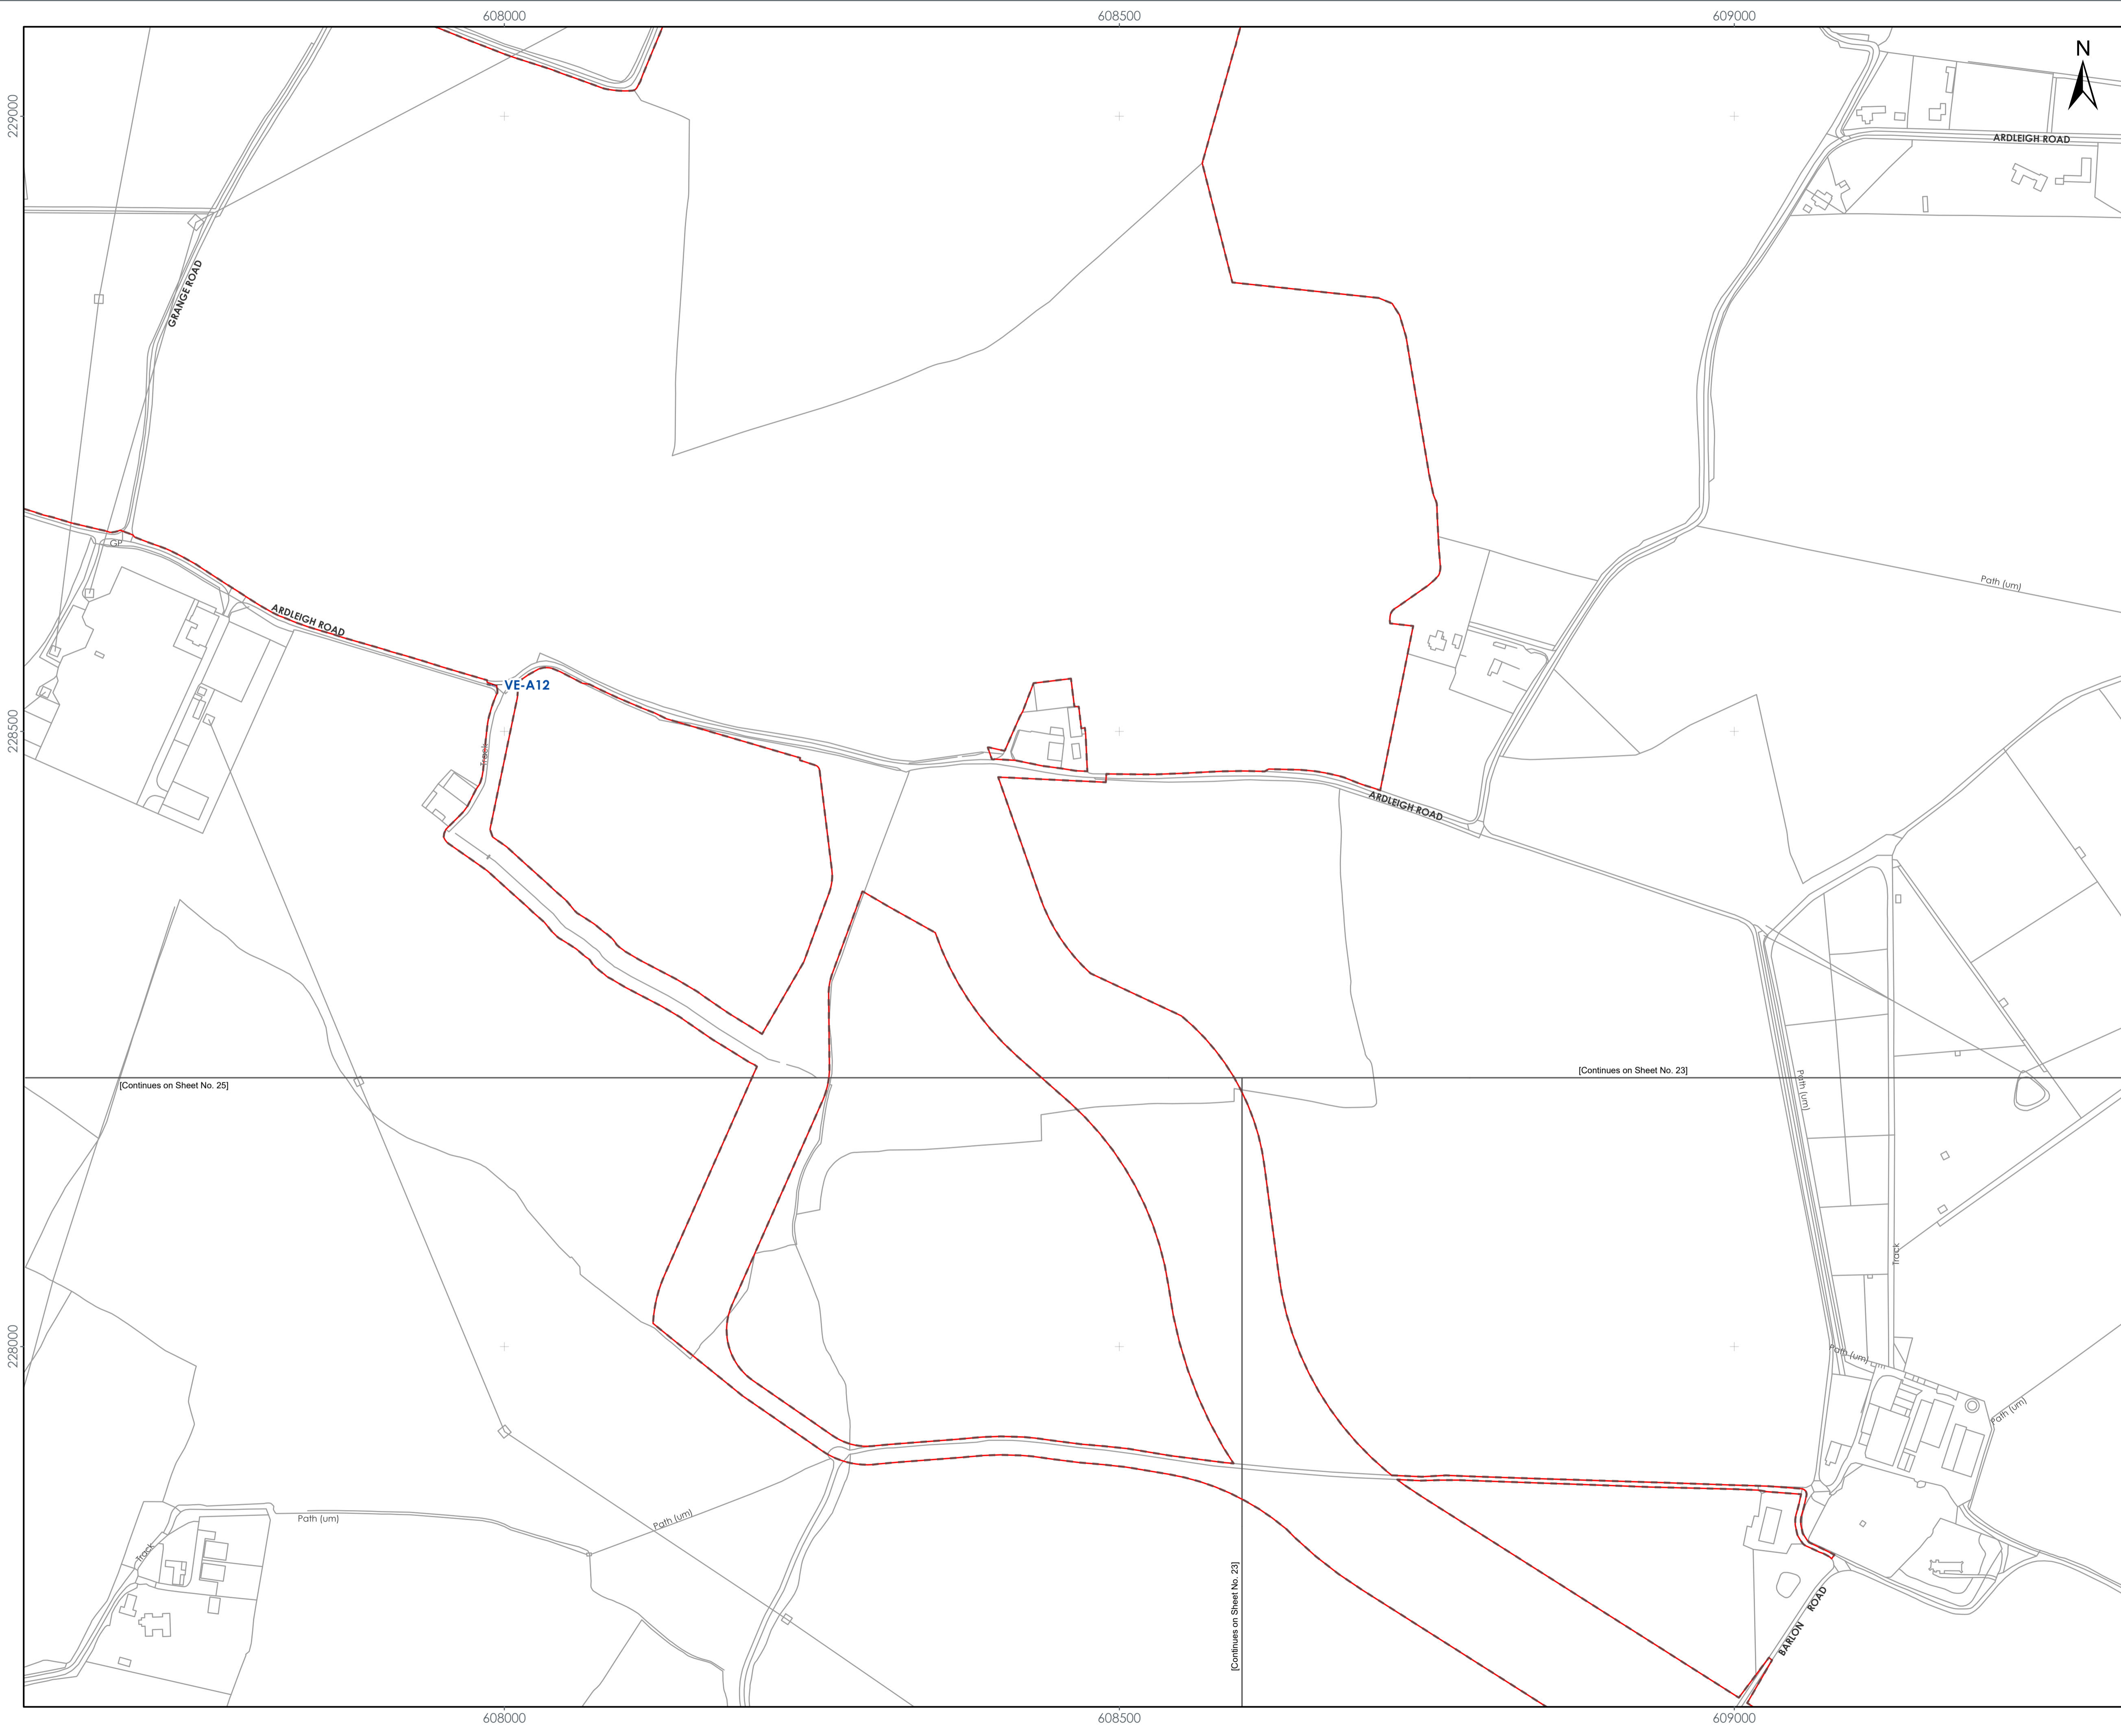 608000
608500
609000
N
229000
ARDLEIGH ROAD
GRANGE ROAD
GP
Path (um)
ARDLEIGH ROAD
VE-A12
228500
Track
ARDLEIGH ROAD
[Continues on Sheet No. 25]
[Continues on Sheet No. 23]
Path (um)
Track
228000
Path (um)
Path (um)
Path (um)
Path (um)
Track
[Continues on Sheet No. 23]
BARLON ROAD
608000
608500
609000